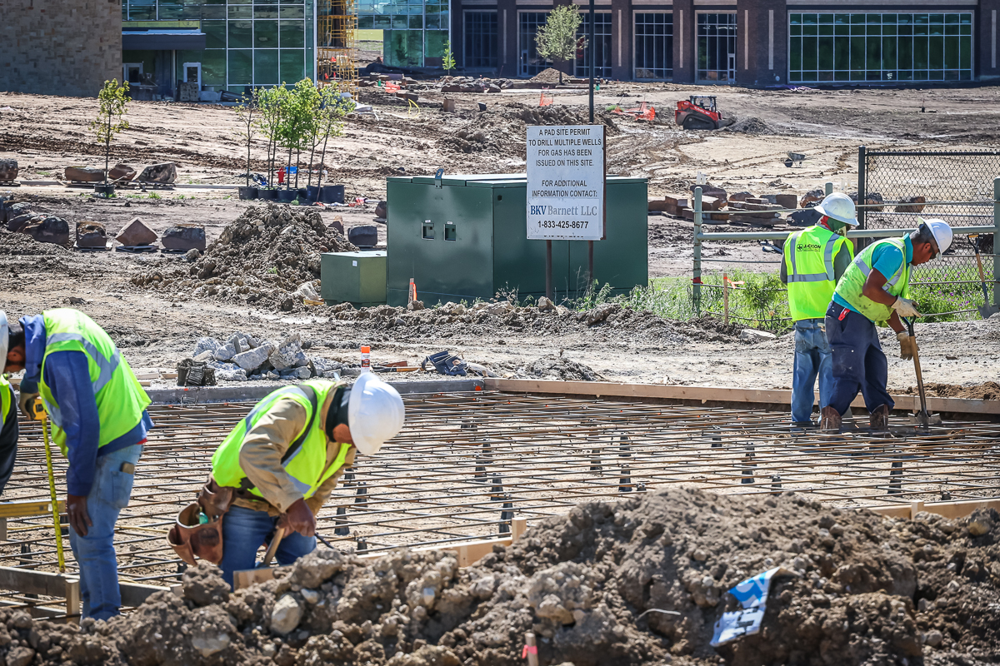 A PAD SITE PERMIT
TO DRILL MULTIPLE WELLS
FOR GAS HAS BEEN
ISSUED ON THIS SITE.
FOR ADDITIONAL
INFORMATION CONTACT:
BKV Barnett LLC
1-833-425-8677
JACKSON